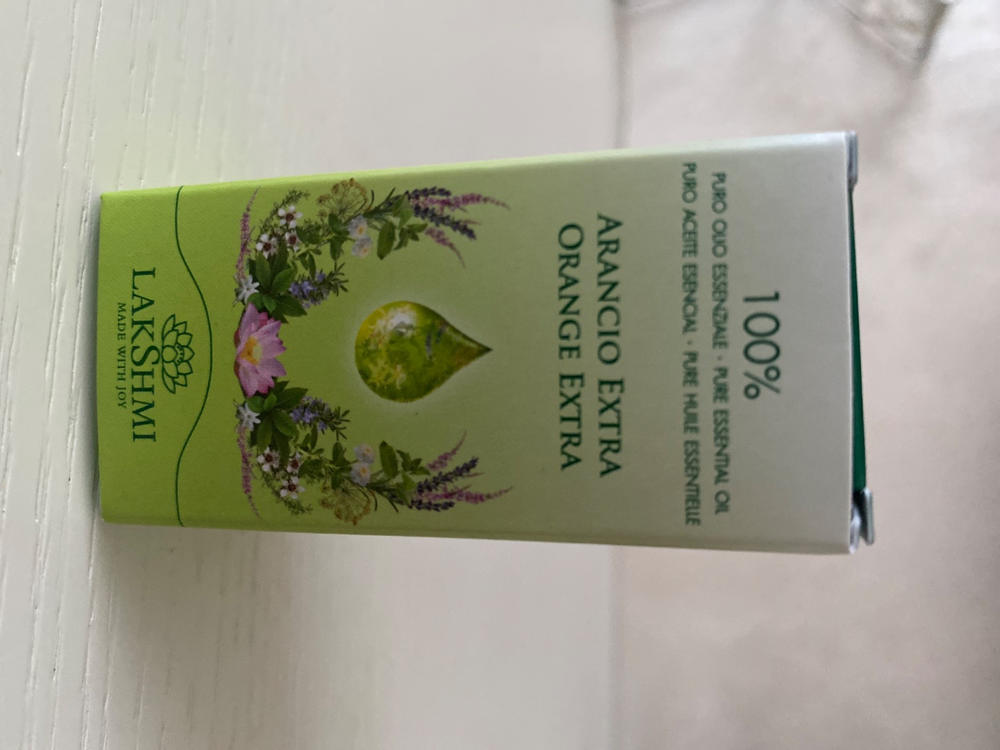 100%
PURO OLIO ESSENZIALE · PURE ESSENTIAL OIL
PURO ACEITE ESENCIAL · PURE HUILE ESSENTIELLE
ARANCIO EXTRA
ORANGE EXTRA
LAKSHMI
MADE WITH JOY